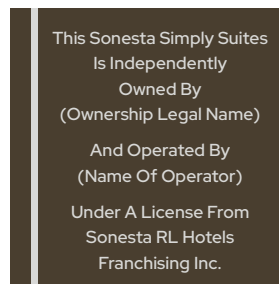 This Sonesta Simply Suites
Is Independently
Owned By
(Ownership Legal Name)
And Operated By
(Name Of Operator)
Under A License From
Sonesta RL Hotels
Franchising Inc.